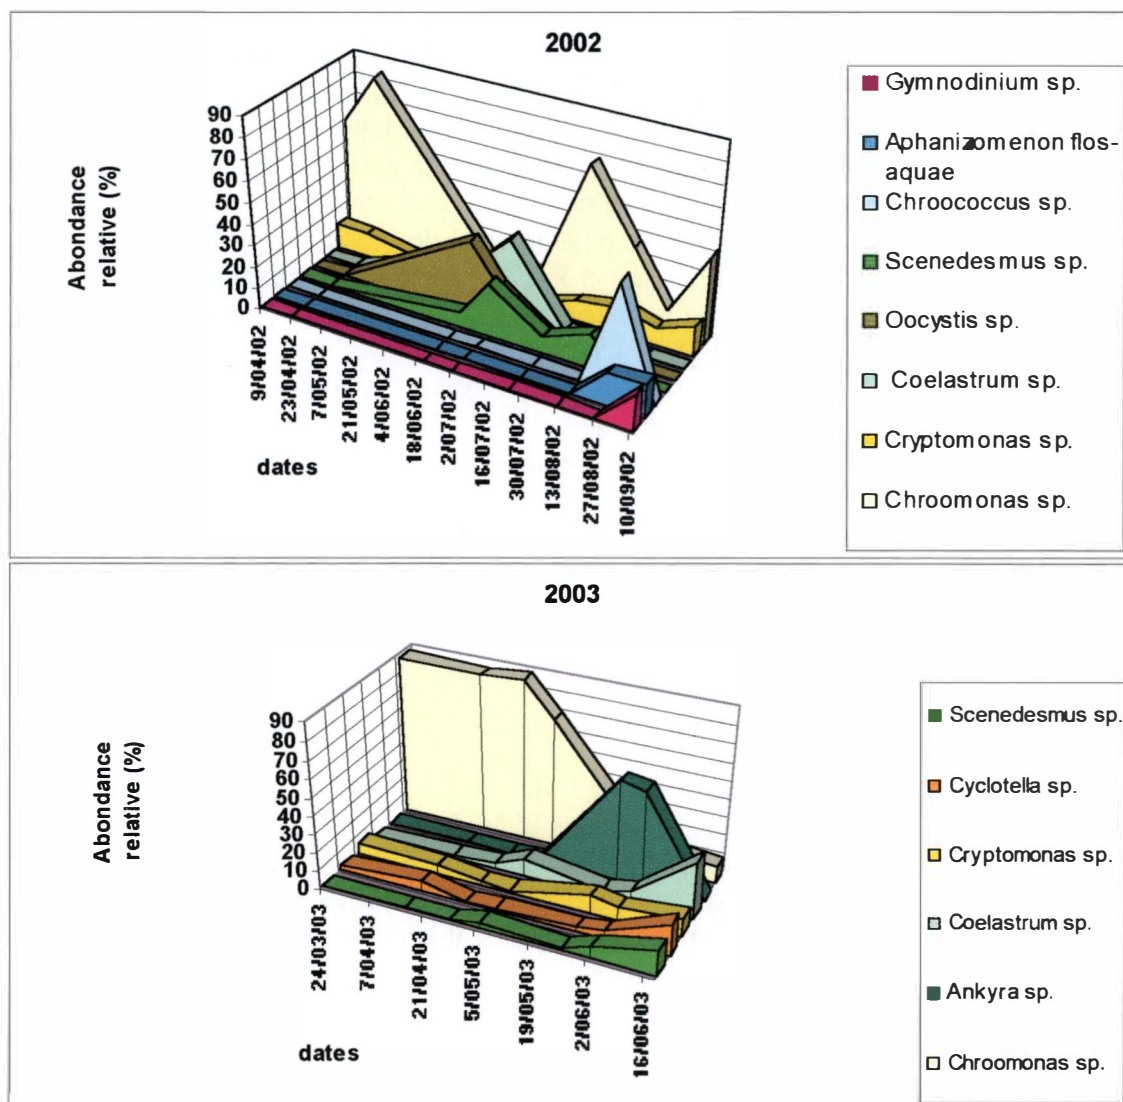 2002
Abondance
relative (%)
90
80
70
60
50
40
30
20
10
0
9/04/02
23/04/02
7/05/02
21/05/02
4/06/02
18/06/02
2/07/02
16/07/02
30/07/02
13/08/02
27/08/02
10/09/02
dates
Gymnodinium sp.
Aphanizomenon flos-
aquae
Chroococcus sp.
Scenedesmus sp.
Oocystis sp.
Coelastrum sp.
Cryptomonas sp.
Chroomonas sp.
2003
Abondance
relative (%)
90
80
70
60
50
40
30
20
10
0
24/03/03
7/04/03
21/04/03
5/05/03
19/05/03
2/06/03
16/06/03
dates
Scenedesmus sp.
Cyclotella sp.
Cryptomonas sp.
Coelastrum sp.
Ankyra sp.
Chroomonas sp.